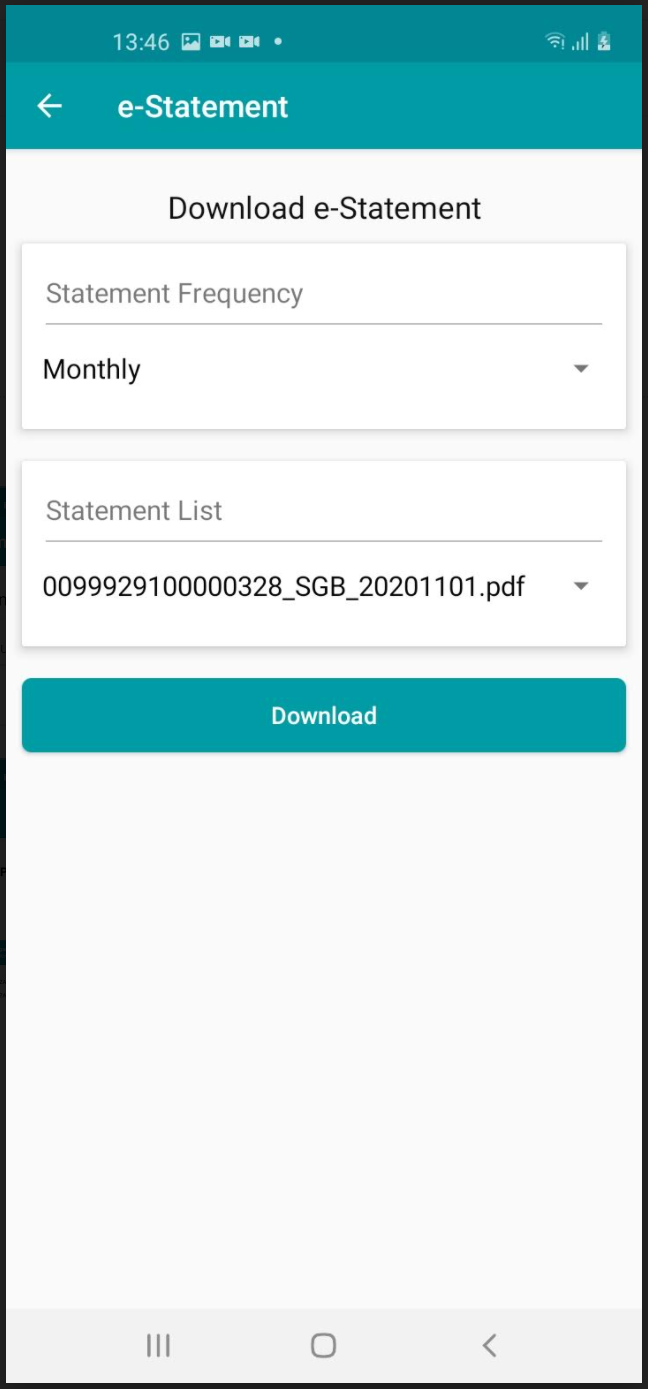 13:46
e-Statement
Download e-Statement
Statement Frequency
Monthly
Statement List
0099929100000328_SGB_20201101.pdf
Download